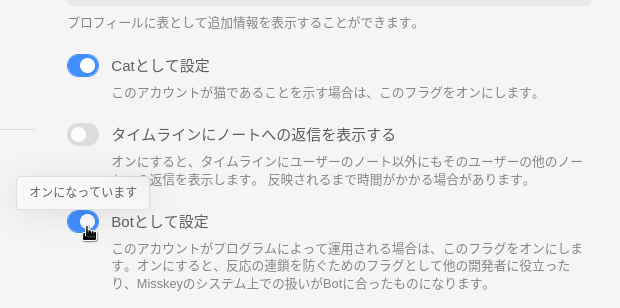 プロフィールに表として追加情報を表示することができます。
Catとして設定
このアカウントが猫であることを示す場合は、このフラグをオンにします。
タイムラインにノートへの返信を表示する
オンにすると、タイムラインにユーザーのノート以外にもそのユーザーの他のノー
の返信を表示します。 反映されるまで時間がかかる場合があります。
オンになっています
Botとして設定
このアカウントがプログラムによって運用される場合は、このフラグをオンにしま
す。オンにすると、反応の連鎖を防ぐためのフラグとして他の開発者に役立った
り、Misskeyのシステム上での扱いがBotに合ったものになります。